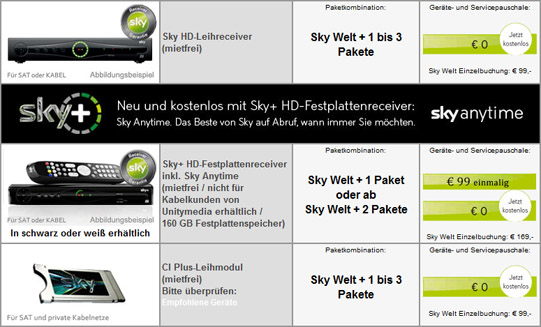 Receiver
sky
Für SAT oder KABEL
Abbildungsbeispiel
Sky HD-Leihreceiver
(mietfrei)
Paketkombination:
Sky Welt + 1 bis 3
Pakete
Geräte- und Servicepauschale:
€ 0
Jetzt
kostenlos
Sky Welt Einzelbuchung: € 99,-
sky+
Neu und kostenlos mit Sky+ HD-Festplattenreceiver:
Sky Anytime. Das Beste von Sky auf Abruf, wann immer Sie möchten.
sky anytime
Receiver
sky
sky+
Für SAT oder KABEL
Abbildungsbeispiel
In schwarz oder weiß erhältlich
Sky+ HD-Festplattenreceiver
inkl. Sky Anytime
(mietfrei / nicht für
Kabelkunden von
Unitymedia erhältlich /
160 GB Festplattenspeicher)
Paketkombination:
Sky Welt + 1 Paket
oder ab
Sky Welt + 2 Pakete
Geräte- und Servicepauschale:
€ 99 einmalig
€ 0
Jetzt
kostenlos
Sky Welt Einzelbuchung: € 169,-
Für SAT und private Kabelnetze
CI Plus-Leihmodul
(mietfrei)
Bitte überprüfen:
Empfohlene Geräte
Paketkombination:
Sky Welt + 1 bis 3
Pakete
Geräte- und Servicepauschale:
€ 0
Jetzt
kostenlos
Sky Welt Einzelbuchung: € 99,-